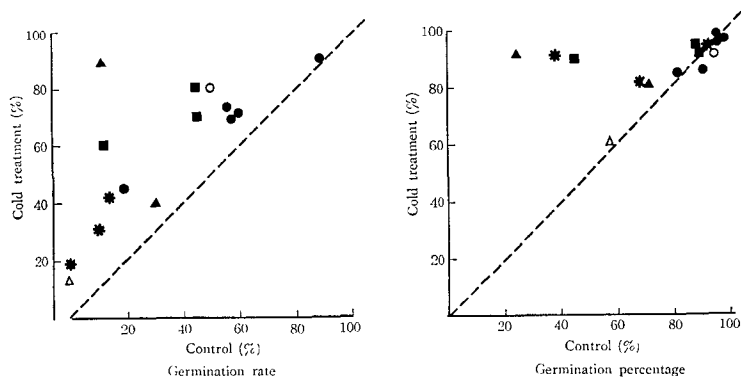 100
80
60
40
20
Cold treatment (%)
20 40 60 80 100
Control (%)
Germination rate
100
80
60
40
20
Cold treatment (%)
20 40 60 80 100
Control (%)
Germination percentage